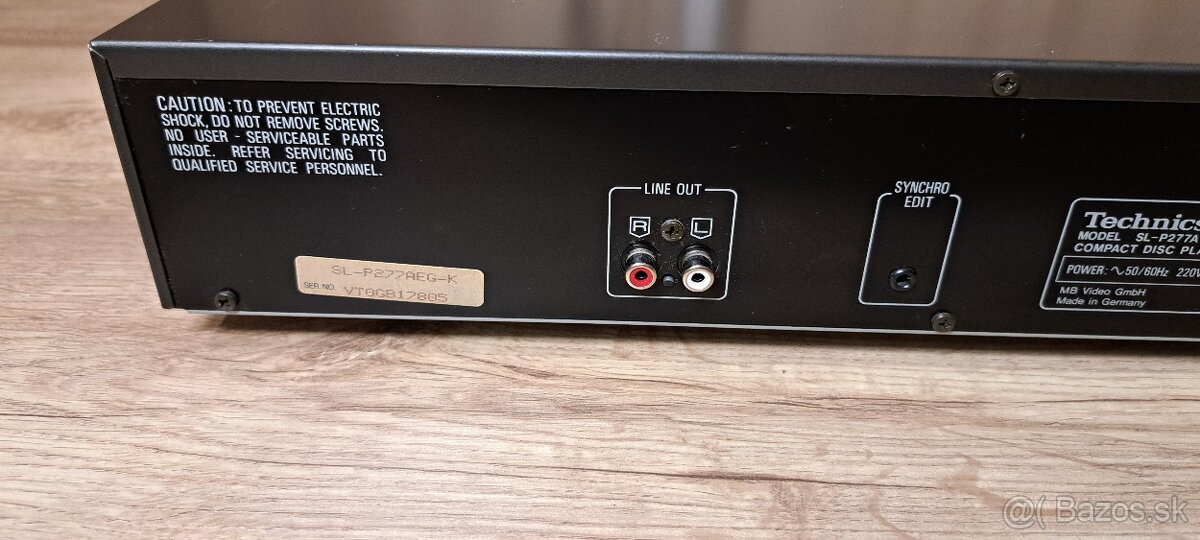 CAUTION: TO PREVENT ELECTRIC
SHOCK, DO NOT REMOVE SCREWS.
NO USER - SERVICEABLE PARTS
INSIDE. REFER SERVICING TO
QUALIFIED SERVICE PERSONNEL.
SL-P277AEG-K
SER.NO. VT0GB17805
LINE OUT
R L
SYNCHRO
EDIT
Technics
MODEL SL-P277A
COMPACT DISC PLA
POWER: ∿50/60Hz 220V
MB Video GmbH
Made in Germany
@( Bazos.sk